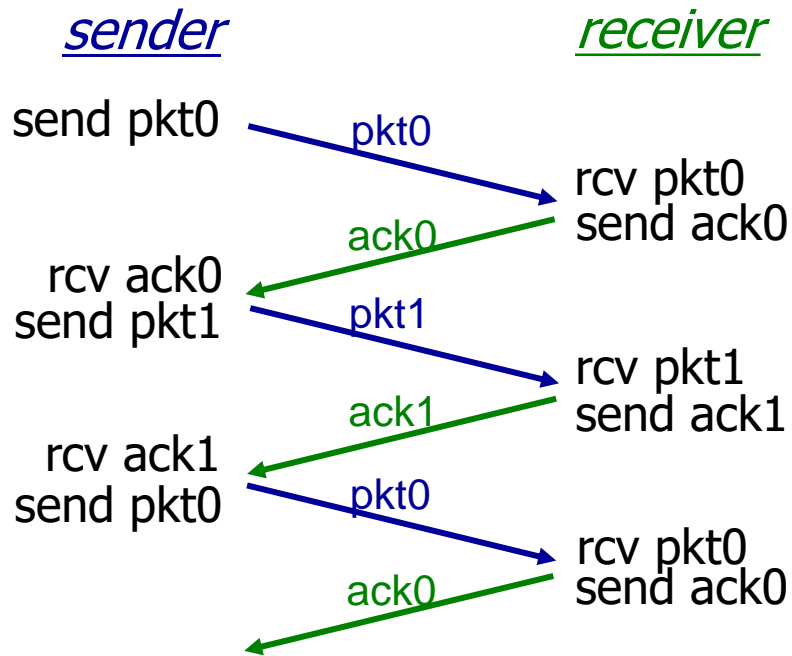 sender
receiver
send pkt0
pkt0
rcv pkt0
send ack0
ack0
rcv ack0
send pkt1
pkt1
rcv pkt1
send ack1
ack1
rcv ack1
send pkt0
pkt0
rcv pkt0
send ack0
ack0